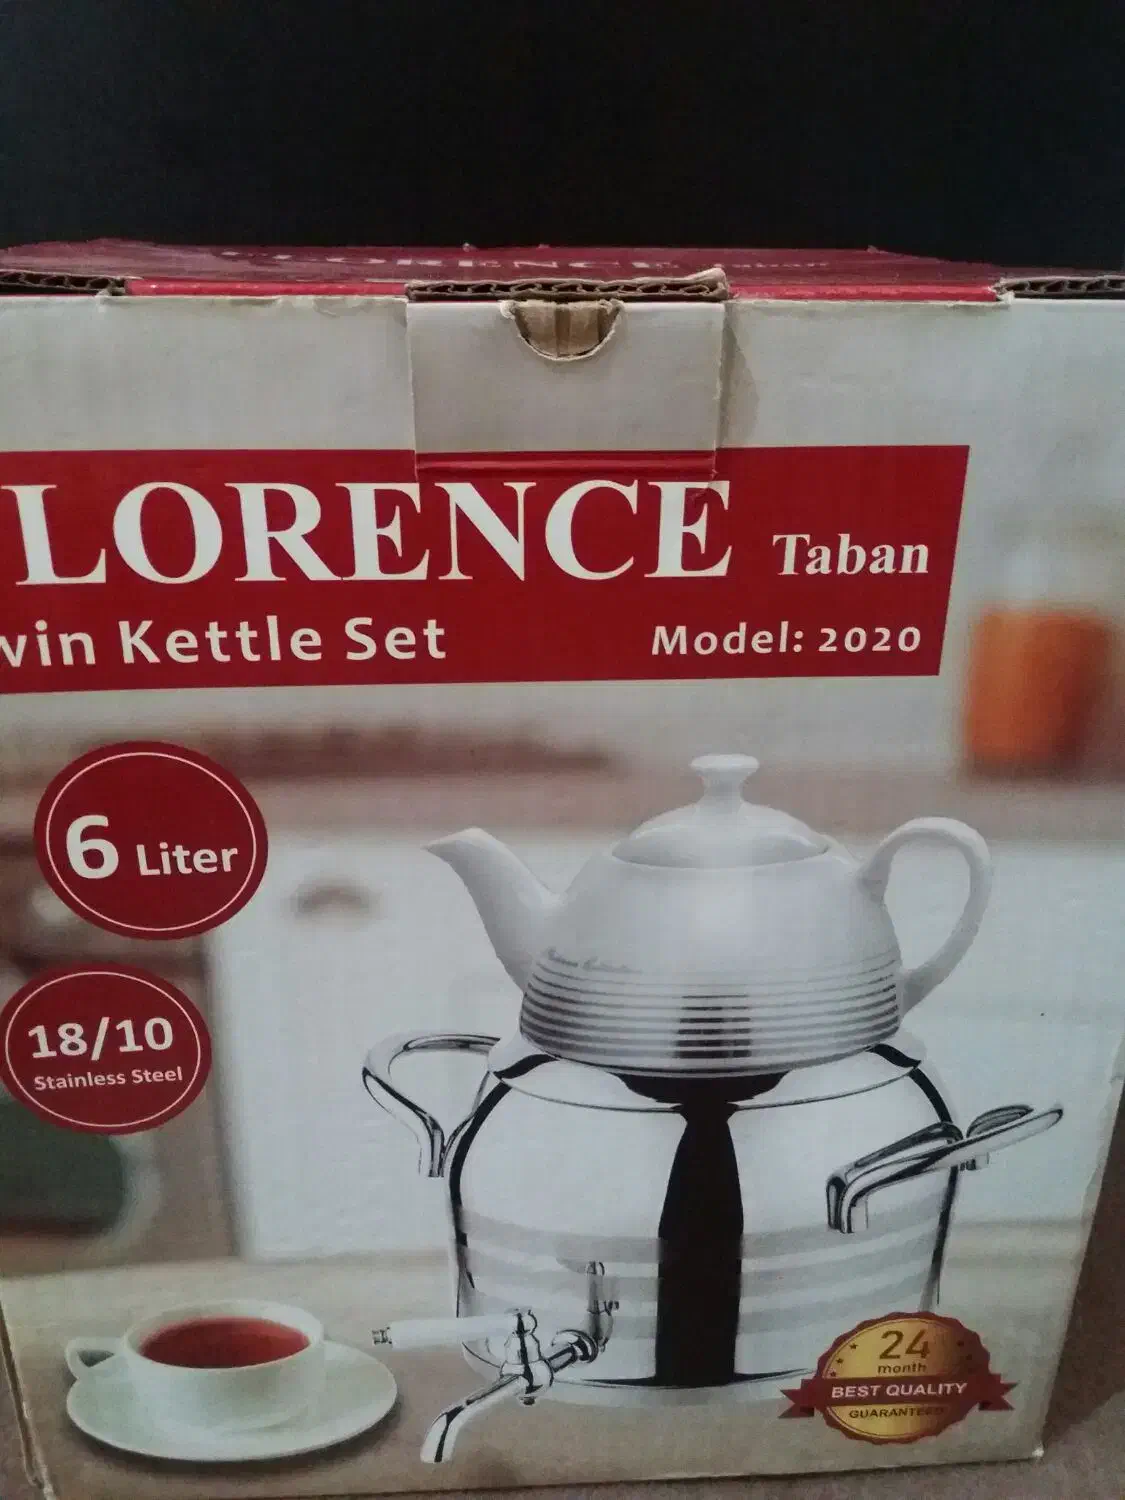 LORENCE Taban
win Kettle Set
Model: 2020
6 Liter
18/10
Stainless Steel
24
month
BEST QUALITY
GUARANTEED